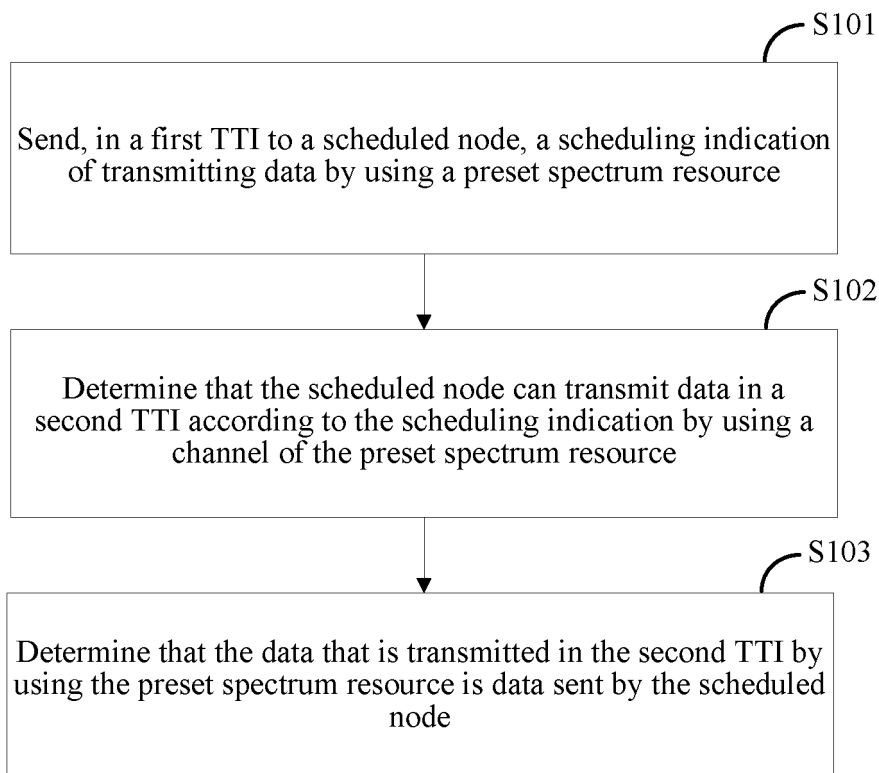 S101
Send, in a first TTI to a scheduled node, a scheduling indication
of transmitting data by using a preset spectrum resource
S102
Determine that the scheduled node can transmit data in a
second TTI according to the scheduling indication by using a
channel of the preset spectrum resource
S103
Determine that the data that is transmitted in the second TTI by
using the preset spectrum resource is data sent by the scheduled
node